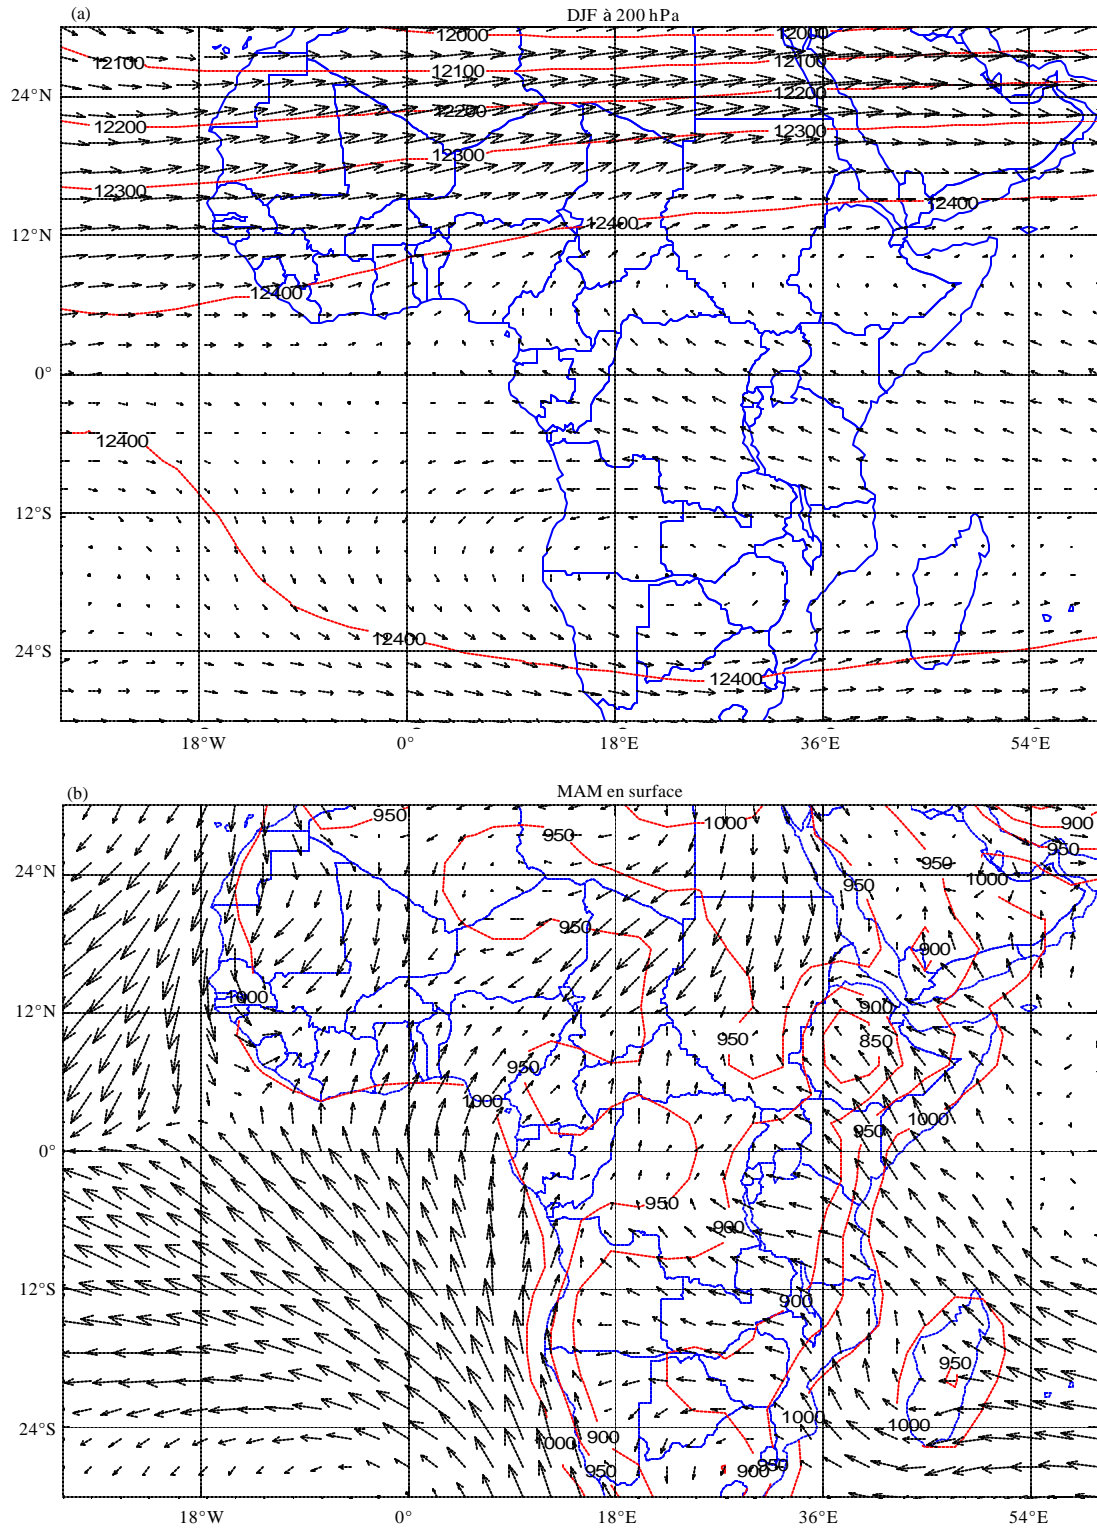 (a)
DJF à 200 hPa
12000 12000
12100 12100 12100
24°N
12200 12200 12200
12300 12300 12300
12400 12400
12°N
12400
0°
12400
12°S
12400
24°S
12400
18°W 0° 18°E 36°E 54°E
(b)
MAM en surface
950 1000 900
950 950 950
24°N 950 1000
950
900
1000
12°N 900
950 850
950
1000 1000
950
0°
950
900
12°S
900
950
1000 1000
24°S
900
1000
950 900 950
18°W 0° 18°E 36°E 54°E